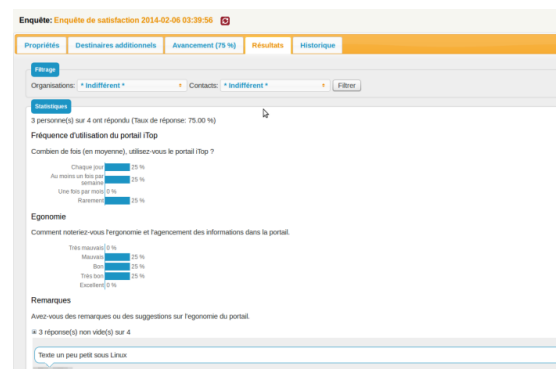 Enquête: Enquête de satisfaction 2014-02-06 03:39:56
Propriétés Destinaires additionnels Avancement (75 %) Résultats Historique
Filtrage
Organisations: * Indifférent * Contacts: * Indifférent * Filtrer
Statistiques
3 personne(s) sur 4 ont répondu (Taux de réponse: 75.00 %)
Fréquence d'utilisation du portail iTop
Combien de fois (en moyenne), utilisez-vous le portail iTop ?
Chaque jour 25 %
Au moins un fois par
semaine 25 %
Une fois par mois 0 %
Rarement 25 %
Egonomie
Comment noteriez-vous l'ergonomie et l'agencement des informations dans la portail.
Très mauvais 0 %
Mauvais 25 %
Bon 25 %
Très bon 25 %
Excellent 0 %
Remarques
Avez-vous des remarques ou des suggestions sur l'egonomie du portail.
3 réponse(s) non vide(s) sur 4
Texte un peu petit sous Linux